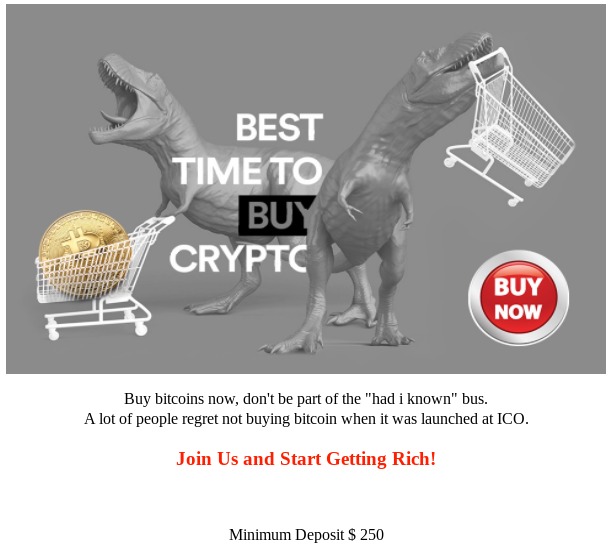 BEST
TIME TO
BUY
CRYPTO
BUY
NOW
Buy bitcoins now, don't be part of the "had i known" bus.
A lot of people regret not buying bitcoin when it was launched at ICO.
Join Us and Start Getting Rich!
Minimum Deposit $ 250